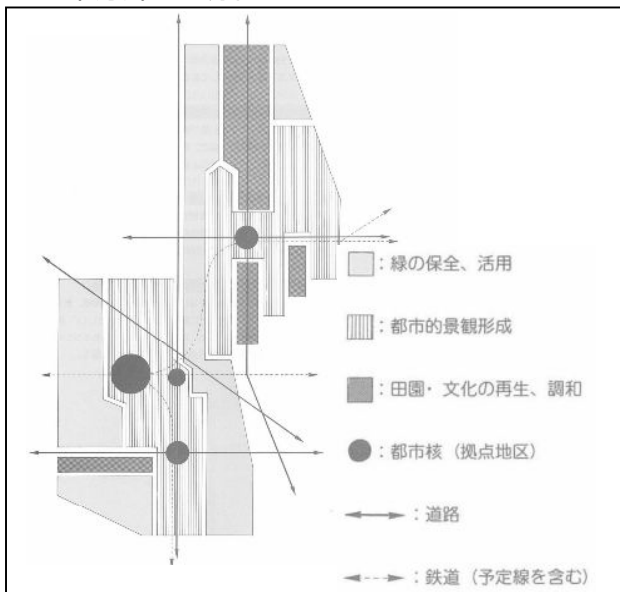 ：緑の保全、活用
：都市的景観形成
：田園・文化の再生、調和
：都市核（拠点地区）
：道路
：鉄道（予定線を含む）